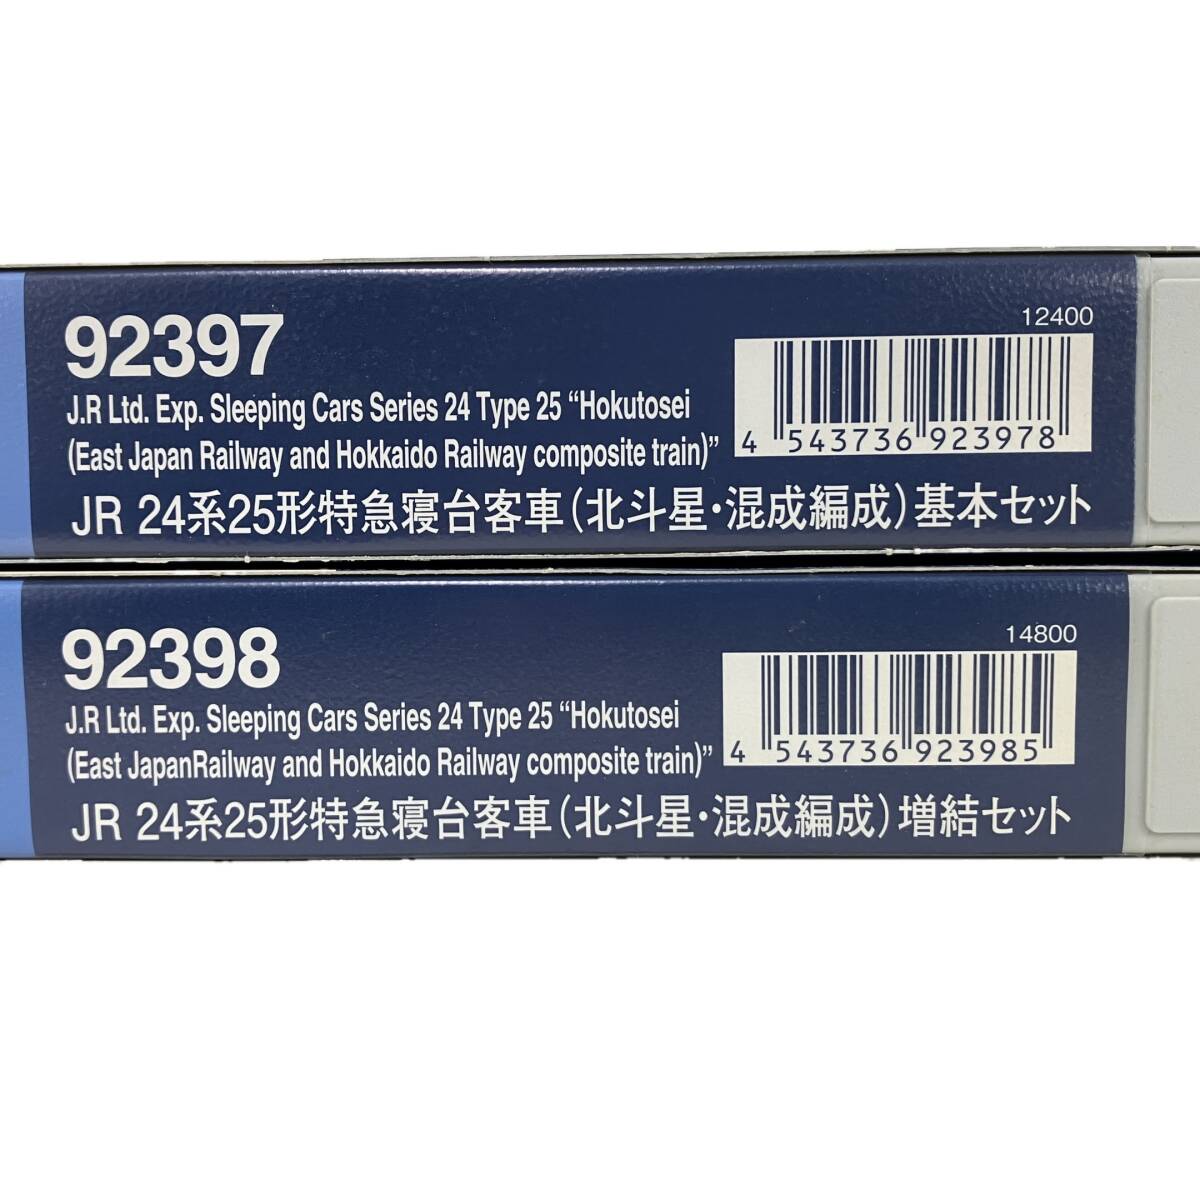 92397
12400
J.R Ltd. Exp. Sleeping Cars Series 24 Type 25 “Hokutosei
(East Japan Railway and Hokkaido Railway composite train)”
4 543736 923978
JR 24系25形特急寝台客車(北斗星・混成編成)基本セット
92398
14800
J.R Ltd. Exp. Sleeping Cars Series 24 Type 25 “Hokutosei
(East JapanRailway and Hokkaido Railway composite train)”
4 543736 923985
JR 24系25形特急寝台客車(北斗星・混成編成)増結セット